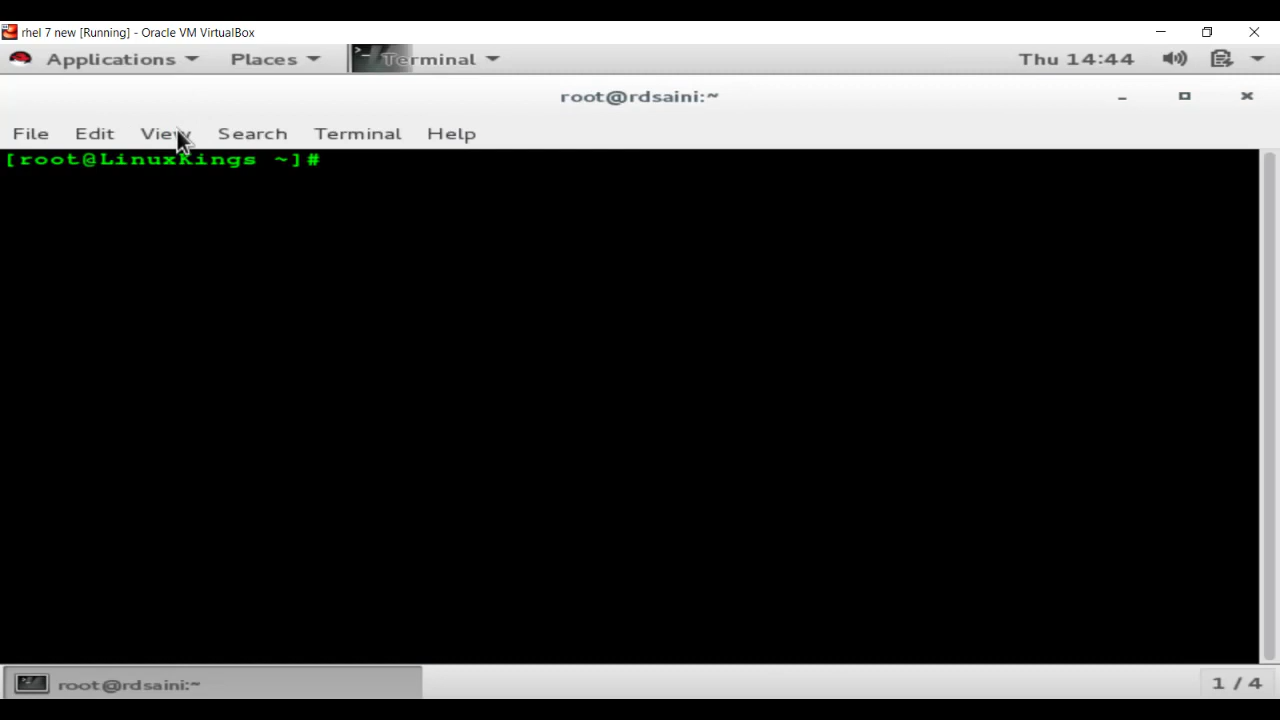 rhel 7 new [Running] - Oracle VM VirtualBox
Applications Places Terminal Thu 14:44
root@rdsaini:~
File Edit View Search Terminal Help
[root@LinuxKings ~]#
root@rdsaini:~ 1 / 4